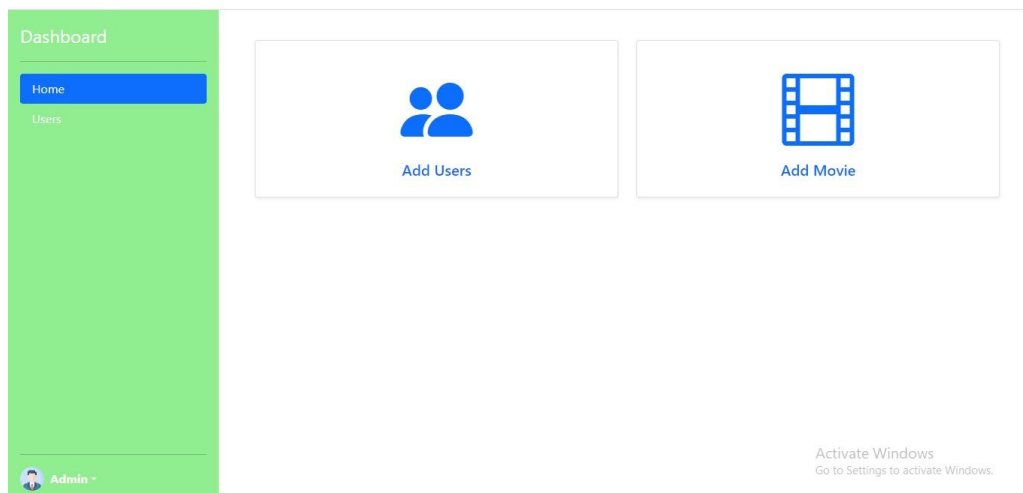 Dashboard
Home
Users
Add Users
Add Movie
Admin
Activate Windows
Go to Settings to activate Windows.